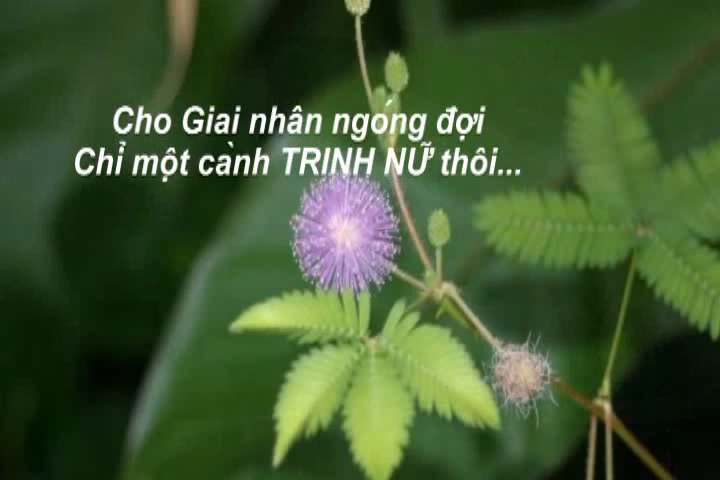 Cho Giai nhân ngóng đợi
Chỉ một cành TRINH NỮ thôi...